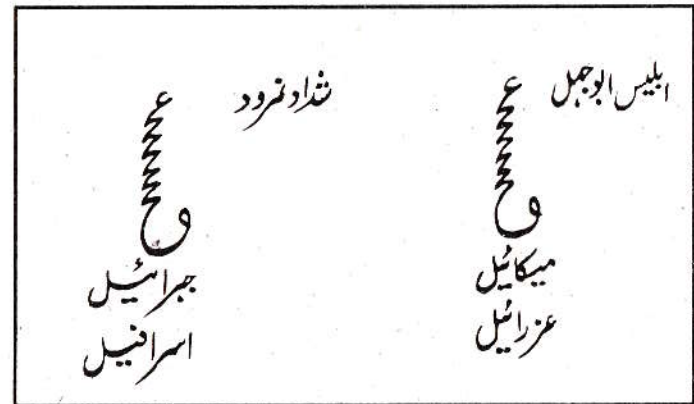 ابلیس ابوجہل
میکائیل
عزرائیل
شداد نمرود
جبرائیل
اسرافیل